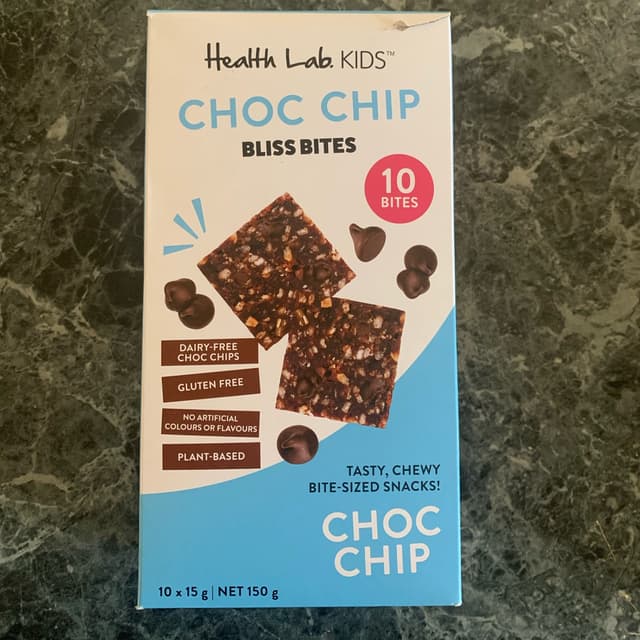 Health Lab. KIDS™
CHOC CHIP
BLISS BITES
10
BITES
DAIRY-FREE
CHOC CHIPS
GLUTEN FREE
NO ARTIFICIAL
COLOURS OR FLAVOURS
PLANT-BASED
TASTY, CHEWY
BITE-SIZED SNACKS!
CHOC
CHIP
10 x 15 g | NET 150 g